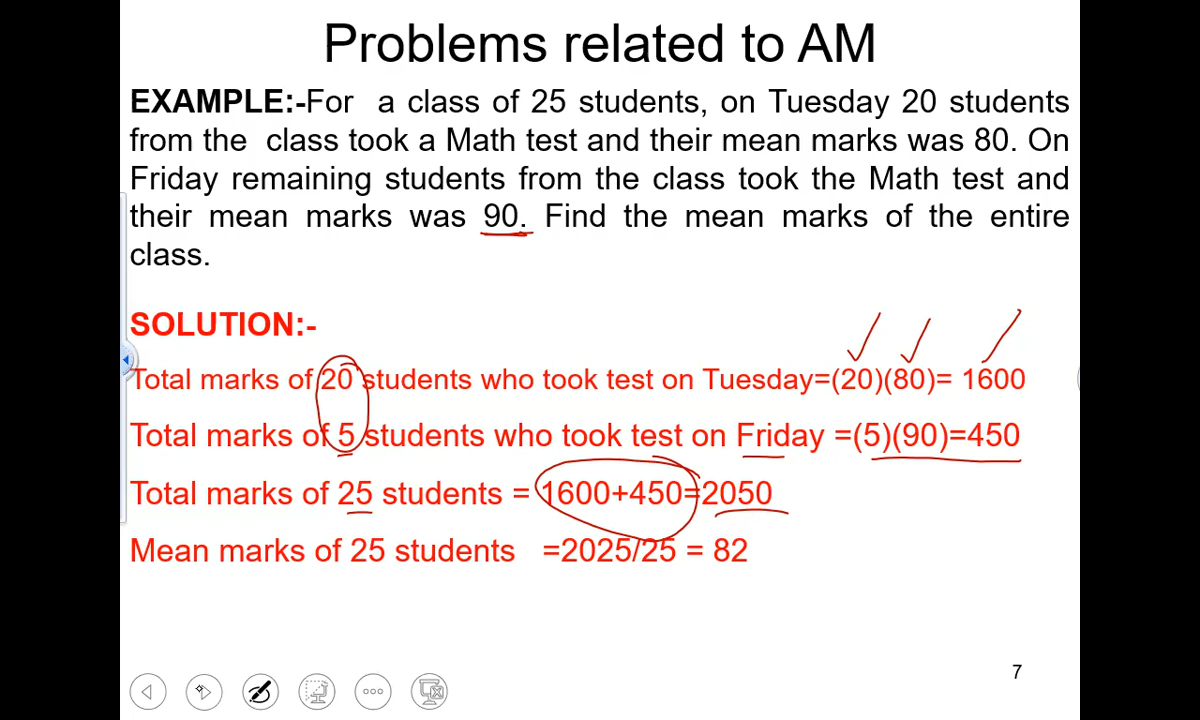 Problems related to AM
EXAMPLE:-For a class of 25 students, on Tuesday 20 students
from the class took a Math test and their mean marks was 80. On
Friday remaining students from the class took the Math test and
their mean marks was 90. Find the mean marks of the entire
class.
SOLUTION:-
Total marks of 20 students who took test on Tuesday=(20)(80)= 1600
Total marks of 5 students who took test on Friday =(5)(90)=450
Total marks of 25 students = 1600+450=2050
Mean marks of 25 students =2025/25 = 82
7